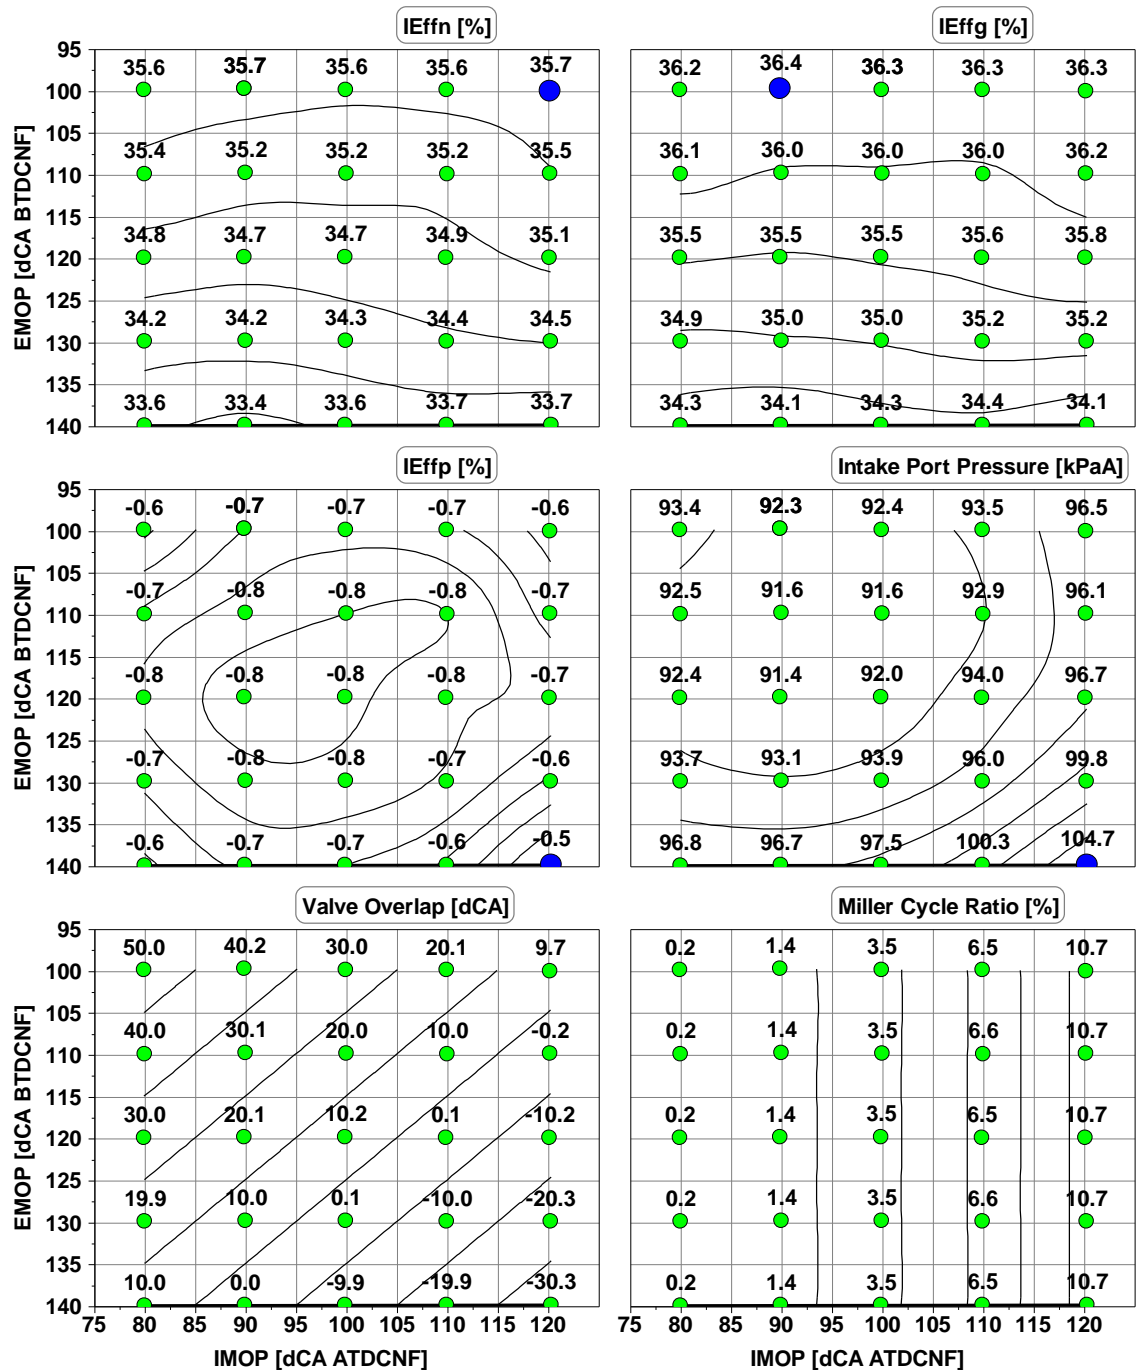 IEffn [%]
IEffg [%]
95
100
105
110
115
120
125
130
135
140
EMOP [dCA BTDCNF]
35.6 35.7 35.6 35.6 35.7
35.4 35.2 35.2 35.2 35.5
34.8 34.7 34.7 34.9 35.1
34.2 34.2 34.3 34.4 34.5
33.6 33.4 33.6 33.7 33.7
36.2 36.4 36.3 36.3 36.3
36.1 36.0 36.0 36.0 36.2
35.5 35.5 35.5 35.6 35.8
34.9 35.0 35.0 35.2 35.2
34.3 34.1 34.3 34.4 34.1
IEffp [%]
Intake Port Pressure [kPaA]
95
100
105
110
115
120
125
130
135
140
EMOP [dCA BTDCNF]
-0.6 -0.7 -0.7 -0.7 -0.6
-0.7 -0.8 -0.8 -0.8 -0.7
-0.8 -0.8 -0.8 -0.8 -0.7
-0.7 -0.8 -0.8 -0.7 -0.6
-0.6 -0.7 -0.7 -0.6 -0.5
93.4 92.3 92.4 93.5 96.5
92.5 91.6 91.6 92.9 96.1
92.4 91.4 92.0 94.0 96.7
93.7 93.1 93.9 96.0 99.8
96.8 96.7 97.5 100.3 104.7
Valve Overlap [dCA]
Miller Cycle Ratio [%]
95
100
105
110
115
120
125
130
135
140
EMOP [dCA BTDCNF]
50.0 40.2 30.0 20.1 9.7
40.0 30.1 20.0 10.0 -0.2
30.0 20.1 10.2 0.1 -10.2
19.9 10.0 0.1 -10.0 -20.3
10.0 0.0 -9.9 -19.9 -30.3
0.2 1.4 3.5 6.5 10.7
0.2 1.4 3.5 6.6 10.7
0.2 1.4 3.5 6.5 10.7
0.2 1.4 3.5 6.6 10.7
0.2 1.4 3.5 6.5 10.7
75 80 85 90 95 100 105 110 115 120
75 80 85 90 95 100 105 110 115 120
IMOP [dCA ATDCNF]
IMOP [dCA ATDCNF]